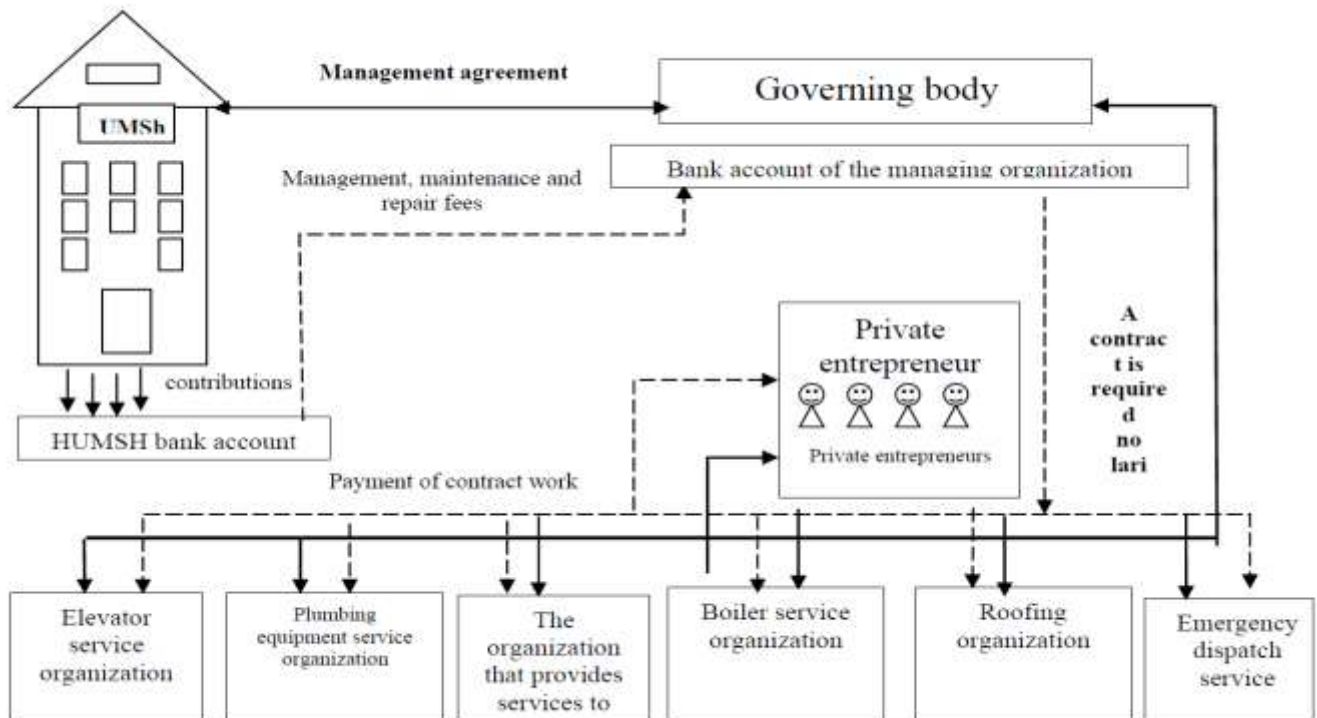 Management agreement
Governing body
UMSh
Bank account of the managing organization
Management, maintenance and
repair fees
Private
entrepreneur
Private entrepreneurs
A
contrac
t is
require
d
no
lari
contributions
HUMSH bank account
Payment of contract work
Elevator
service
organization
Plumbing
equipment service
organization
The
organization
that provides
services to
Boiler service
organization
Roofing
organization
Emergency
dispatch
service